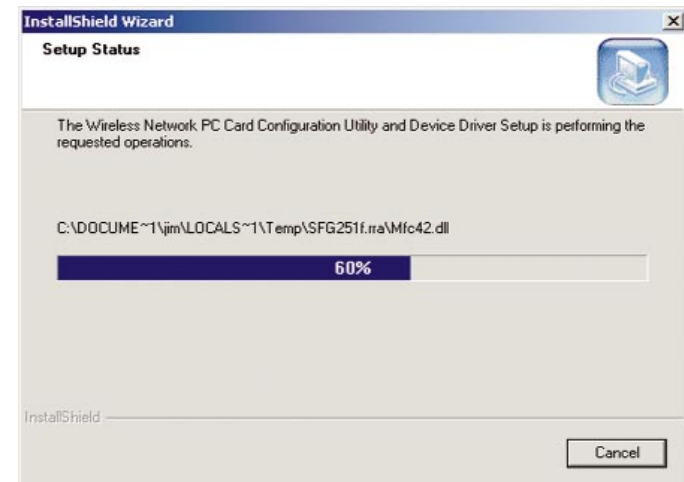 InstallShield Wizard
Setup Status
The Wireless Network PC Card Configuration Utility and Device Driver Setup is performing the
requested operations.
C:\DOCUME~1\jim\LOCALS~1\Temp\SFG251f.rra\Mfc42.dll
60%
InstallShield
Cancel